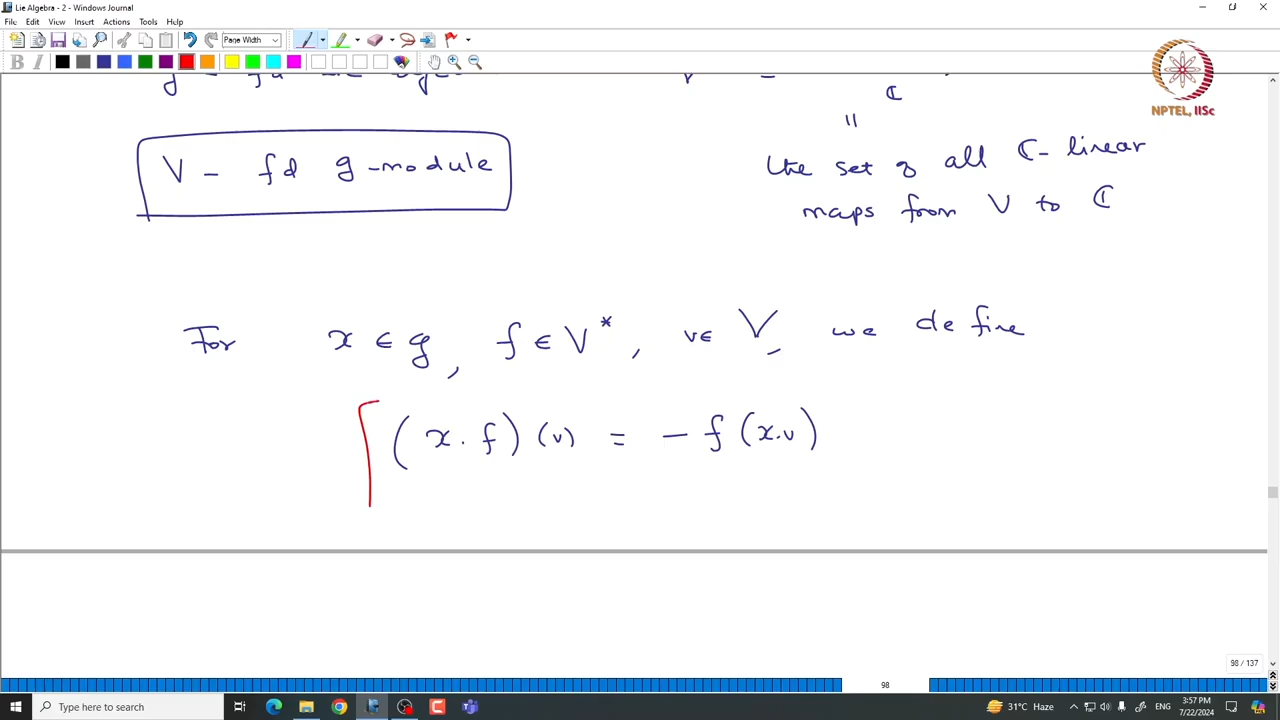 Lie Algebra - 2 - Windows Journal
File Edit View Insert Actions Tools Help
Page Width
B I
NPTEL, IISc
ℂ
=
V - fd g-module
the set of all ℂ-linear
maps from V to ℂ
For x ∈ g, f ∈ V*, v ∈ V, we define
(x . f) (v) = - f (x.v)
98 / 137
98
Type here to search
31°C Haze
ENG
3:57 PM
7/22/2024